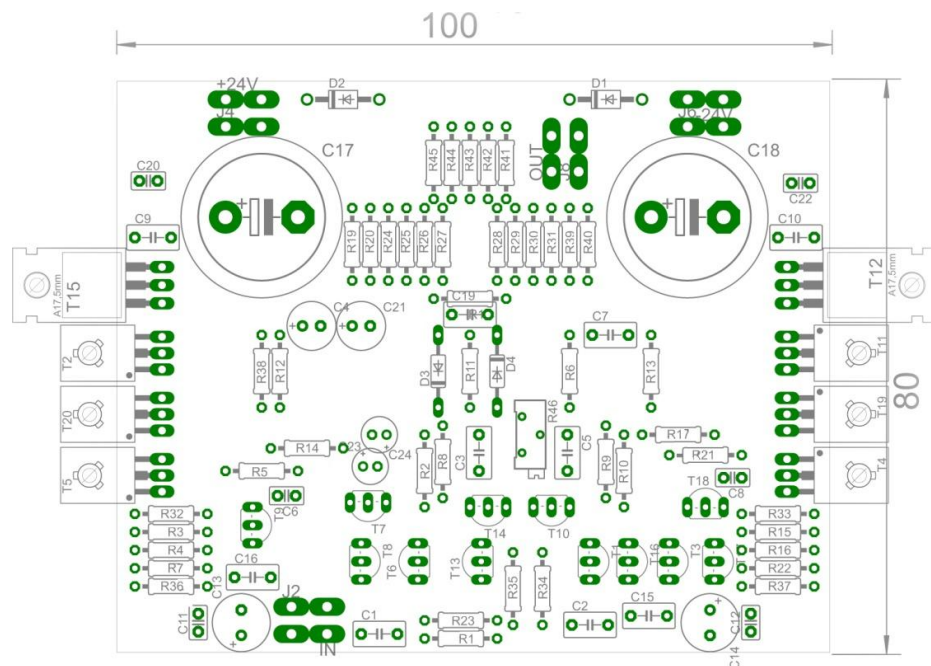 100
+24V
J4
D2
D1
J6
-24V
C17
C18
OUT
J8
R45
R44
R43
R42
R41
C20
C22
C9
C10
R19
R20
R24
R25
R26
R27
R28
R29
R30
R31
R39
R40
T15
A17,5mm
T12
A17,5mm
C19
C4
C21
C7
T2
T11
R38
R12
D3
R11
D4
R6
R13
80
T20
T19
R46
R14
C23
C24
R2
R8
C3
C5
R9
R10
R17
R21
T5
T4
R5
C6
T9
T7
T14
T10
T18
C8
R32
R3
R4
R7
R36
R33
R15
R16
R22
R37
T8
T6
T13
T1
T16
T3
C16
C13
R35
R34
J2
IN
C11
C1
R23
R1
C2
C15
C12
C14